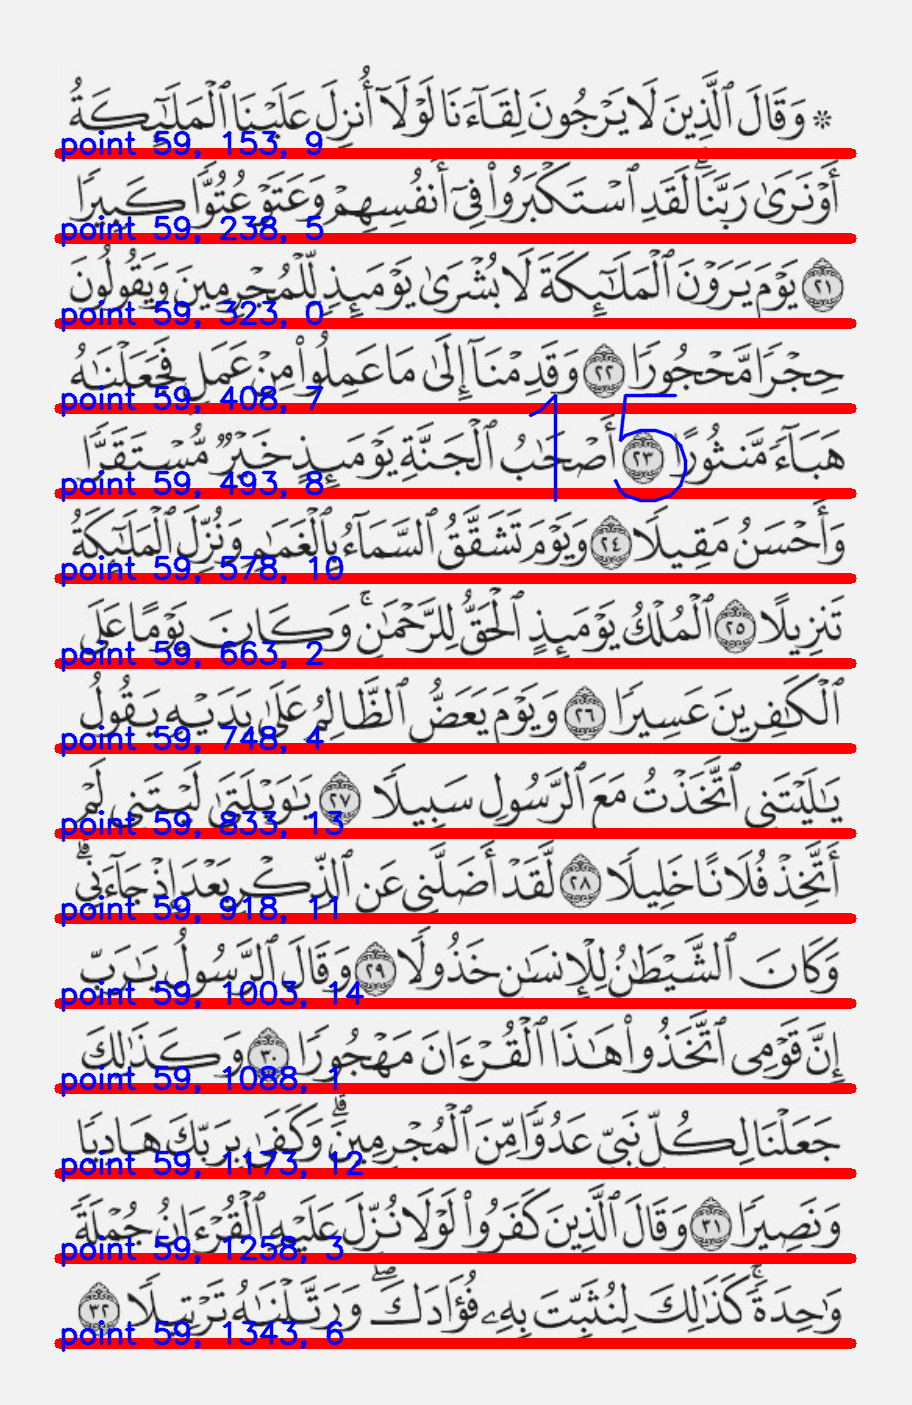 ۞ وَقَالَ ٱلَّذِينَ لَا يَرْجُونَ لِقَآءَنَا لَوْلَآ أُنزِلَ عَلَيْنَا ٱلْمَلَٰٓئِكَةُ
point 59, 153, 9
أَوْ نَرَىٰ رَبَّنَا ۗ لَقَدِ ٱسْتَكْبَرُوا۟ فِىٓ أَنفُسِهِمْ وَعَتَوْ عُتُوًّا كَبِيرًا
point 59, 238, 5
٢١ يَوْمَ يَرَوْنَ ٱلْمَلَٰٓئِكَةَ لَا بُشْرَىٰ يَوْمَئِذٍ لِّلْمُجْرِمِينَ وَيَقُولُونَ
point 59, 323, 0
حِجْرًا مَّحْجُورًا ٢٢ وَقَدِمْنَآ إِلَىٰ مَا عَمِلُوا۟ مِنْ عَمَلٍ فَجَعَلْنَٰهُ
point 59, 408, 7
15
هَبَآءً مَّنثُورًا ٢٣ أَصْحَٰبُ ٱلْجَنَّةِ يَوْمَئِذٍ خَيْرٌ مُّسْتَقَرًّا
point 59, 493, 8
وَأَحْسَنُ مَقِيلًا ٢٤ وَيَوْمَ تَشَقَّقُ ٱلسَّمَآءُ بِٱلْغَمَٰمِ وَنُزِّلَ ٱلْمَلَٰٓئِكَةُ
point 59, 578, 10
تَنزِيلًا ٢٥ ٱلْمُلْكُ يَوْمَئِذٍ ٱلْحَقُّ لِلرَّحْمَٰنِ ۚ وَكَانَ يَوْمًا عَلَى
point 59, 663, 2
ٱلْكَٰفِرِينَ عَسِيرًا ٢٦ وَيَوْمَ يَعَضُّ ٱلظَّالِمُ عَلَىٰ يَدَيْهِ يَقُولُ
point 59, 748, 4
يَٰلَيْتَنِى ٱتَّخَذْتُ مَعَ ٱلرَّسُولِ سَبِيلًا ٢٧ يَٰوَيْلَتَىٰ لَيْتَنِى لَمْ
point 59, 833, 13
أَتَّخِذْ فُلَانًا خَلِيلًا ٢٨ لَّقَدْ أَضَلَّنِى عَنِ ٱلذِّكْرِ بَعْدَ إِذْ جَآءَنِى ۗ
point 59, 918, 11
وَكَانَ ٱلشَّيْطَٰنُ لِلْإِنسَٰنِ خَذُولًا ٢٩ وَقَالَ ٱلرَّسُولُ يَٰرَبِّ
point 59, 1003, 14
إِنَّ قَوْمِى ٱتَّخَذُوا۟ هَٰذَا ٱلْقُرْءَانَ مَهْجُورًا ٣٠ وَكَذَٰلِكَ
point 59, 1088, 1
جَعَلْنَا لِكُلِّ نَبِىٍّ عَدُوًّا مِّنَ ٱلْمُجْرِمِينَ ۗ وَكَفَىٰ بِرَبِّكَ هَادِيًا
point 59, 1173, 12
وَنَصِيرًا ٣١ وَقَالَ ٱلَّذِينَ كَفَرُوا۟ لَوْلَا نُزِّلَ عَلَيْهِ ٱلْقُرْءَانُ جُمْلَةً
point 59, 1258, 3
وَٰحِدَةً ۚ كَذَٰلِكَ لِنُثَبِّتَ بِهِۦ فُؤَادَكَ ۖ وَرَتَّلْنَٰهُ تَرْتِيلًا ٣٢
point 59, 1343, 6